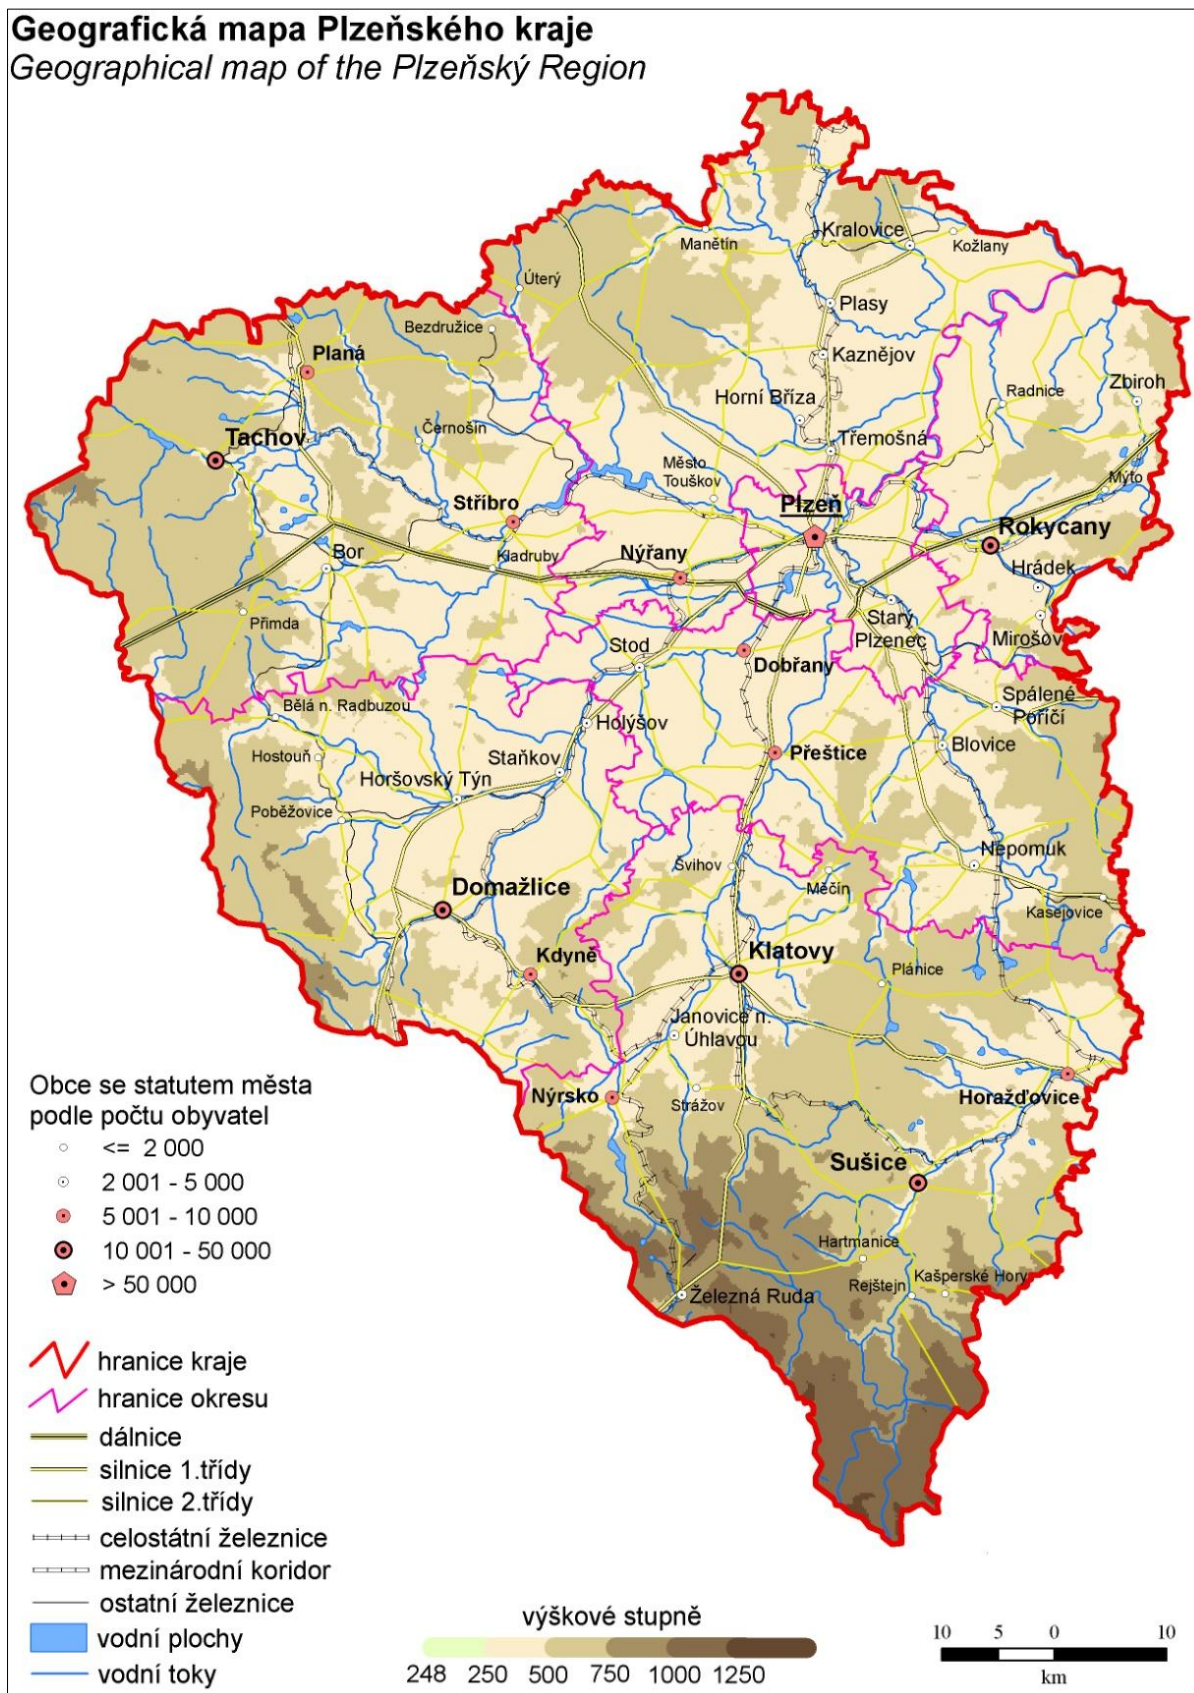 Geografická mapa Plzeňského kraje
Geographical map of the Plzeňský Region
Manětín
Kralovice
Kožlany
Úterý
Plasy
Bezdružice
Planá
Kaznějov
Zbiroh
Radnice
Horní Bříza
Černošín
Tachov
Třemošná
Město
Touškov
Mýto
Stříbro
Plzeň
Rokycany
Bor
Kladruby
Nýřany
Hrádek
Přimda
Starý
Plzenec
Mirošov
Stod
Dobřany
Bělá n. Radbuzou
Spálené
Poříčí
Holýšov
Hostouň
Staňkov
Přeštice
Blovice
Horšovský Týn
Poběžovice
Nepomuk
Švihov
Měčín
Domažlice
Kasejovice
Kdyně
Klatovy
Plánice
Janovice n.
Úhlavou
Nýrsko
Strážov
Horažďovice
Sušice
Hartmanice
Rejštejn
Kašperské Hory
Železná Ruda
Obce se statutem města
podle počtu obyvatel
<= 2 000
2 001 - 5 000
5 001 - 10 000
10 001 - 50 000
> 50 000
hranice kraje
hranice okresu
dálnice
silnice 1.třídy
silnice 2.třídy
celostátní železnice
mezinárodní koridor
ostatní železnice
vodní plochy
vodní toky
výškové stupně
248 250 500 750 1000 1250
10 5 0 10
km